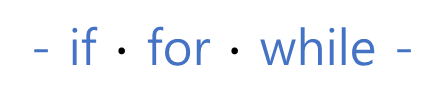 - if · for · while -